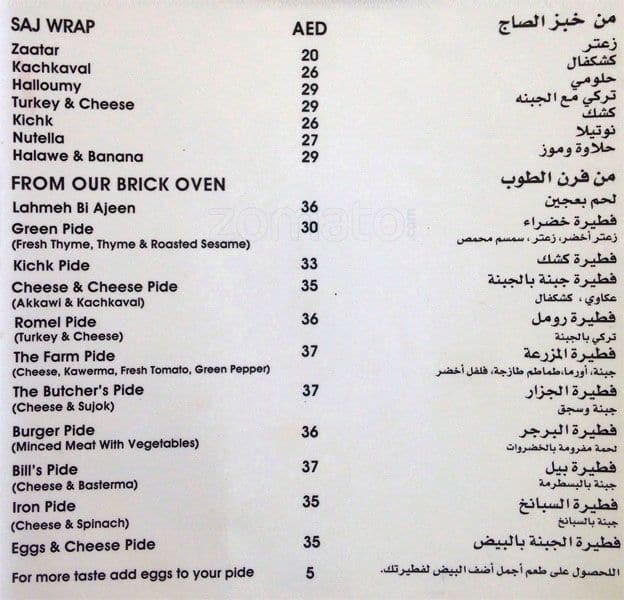 SAJ WRAP AED من خبز الصاج
Zaatar 20 زعتر
Kachkaval 26 كشكفال
Halloumy 29 حلومي
Turkey & Cheese 29 تركي مع الجبنه
Kichk 26 كشك
Nutella 27 نوتيلا
Halawe & Banana 29 حلاوة وموز
FROM OUR BRICK OVEN من فرن الطوب
Lahmeh Bi Ajeen 36 لحم بعجين
Green Pide 30 فطيرة خضراء
(Fresh Thyme, Thyme & Roasted Sesame) زعتر أخضر، زعتر ، سمسم محمص
zomato.com
Kichk Pide 33 فطيرة كشك
Cheese & Cheese Pide 35 فطيرة جبنة بالجبنة
(Akkawi & Kachkaval) عكاوي ، كشكفال
Romel Pide 36 فطيرة رومل
(Turkey & Cheese) تركي بالجبنة
The Farm Pide 37 فطيرة المزرعة
(Cheese, Kawerma, Fresh Tomato, Green Pepper) جبنة، أورما،طماطم طازجة، فلفل أخضر
The Butcher's Pide 37 فطيرة الجزار
(Cheese & Sujok) جبنة وسجق
Burger Pide 36 فطيرة البرجر
(Minced Meat With Vegetables) لحمة مفرومة بالخضروات
Bill's Pide 37 فطيرة بيل
(Cheese & Basterma) جبنة بالبسطرمة
Iron Pide 35 فطيرة السبانخ
(Cheese & Spinach) جبنة بالسبانخ
Eggs & Cheese Pide 35 فطيرة الجبنة بالبيض
For more taste add eggs to your pide 5 اللحصول على طعم أجمل أضف البيض لفطيرتك.